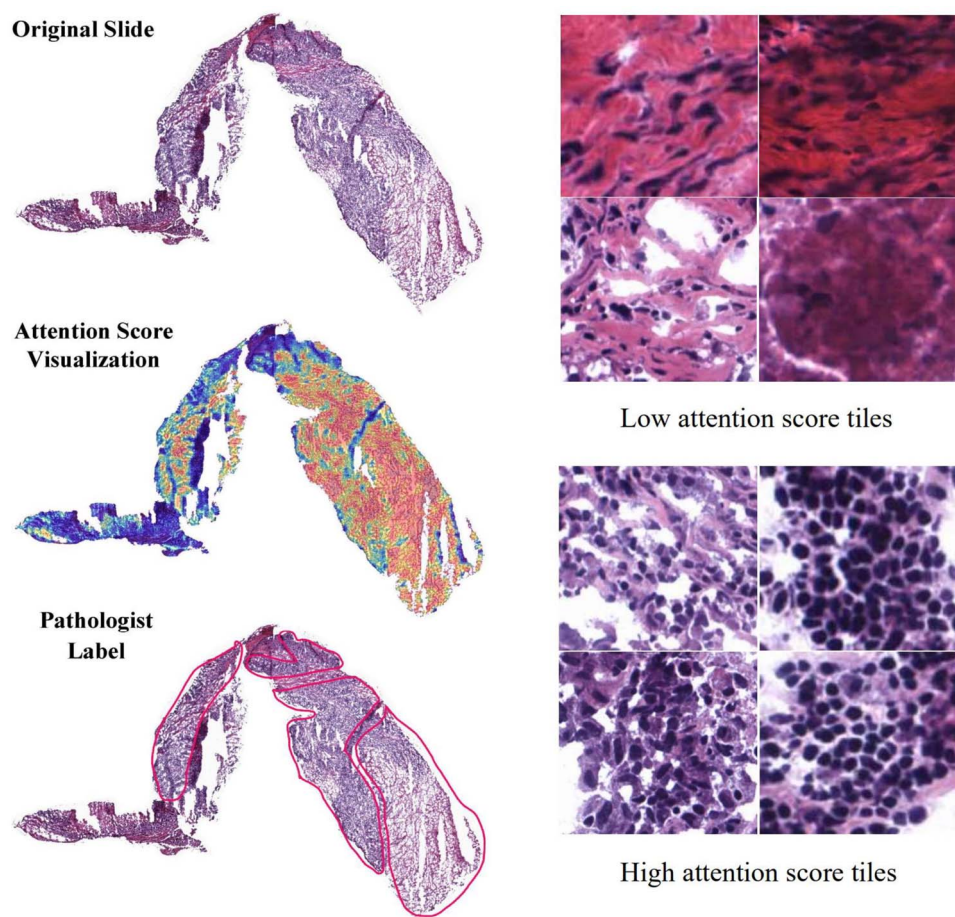 Original Slide
Attention Score
Visualization
Pathologist
Label
Low attention score tiles
High attention score tiles